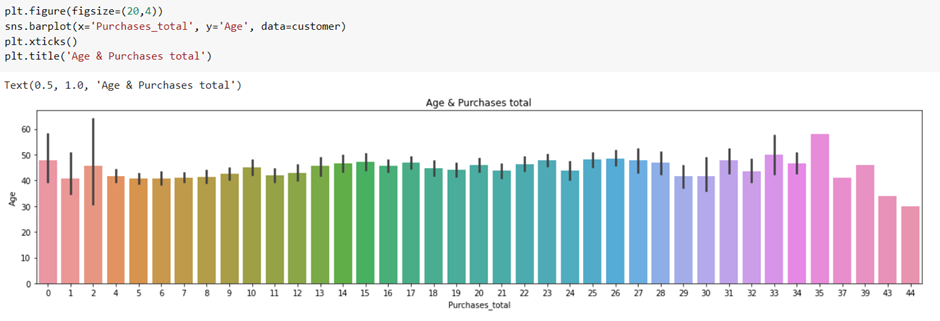 plt.figure(figsize=(20,4))
sns.barplot(x='Purchases_total', y='Age', data=customer)
plt.xticks()
plt.title('Age & Purchases total')
Text(0.5, 1.0, 'Age & Purchases total')
Age & Purchases total
60
50
40
30
20
10
0
Age
0 1 2 4 5 6 7 8 9 10 11 12 13 14 15 16 17 18 19 20 21 22 23 24 25 26 27 28 29 30 31 32 33 34 35 37 39 43 44
Purchases_total